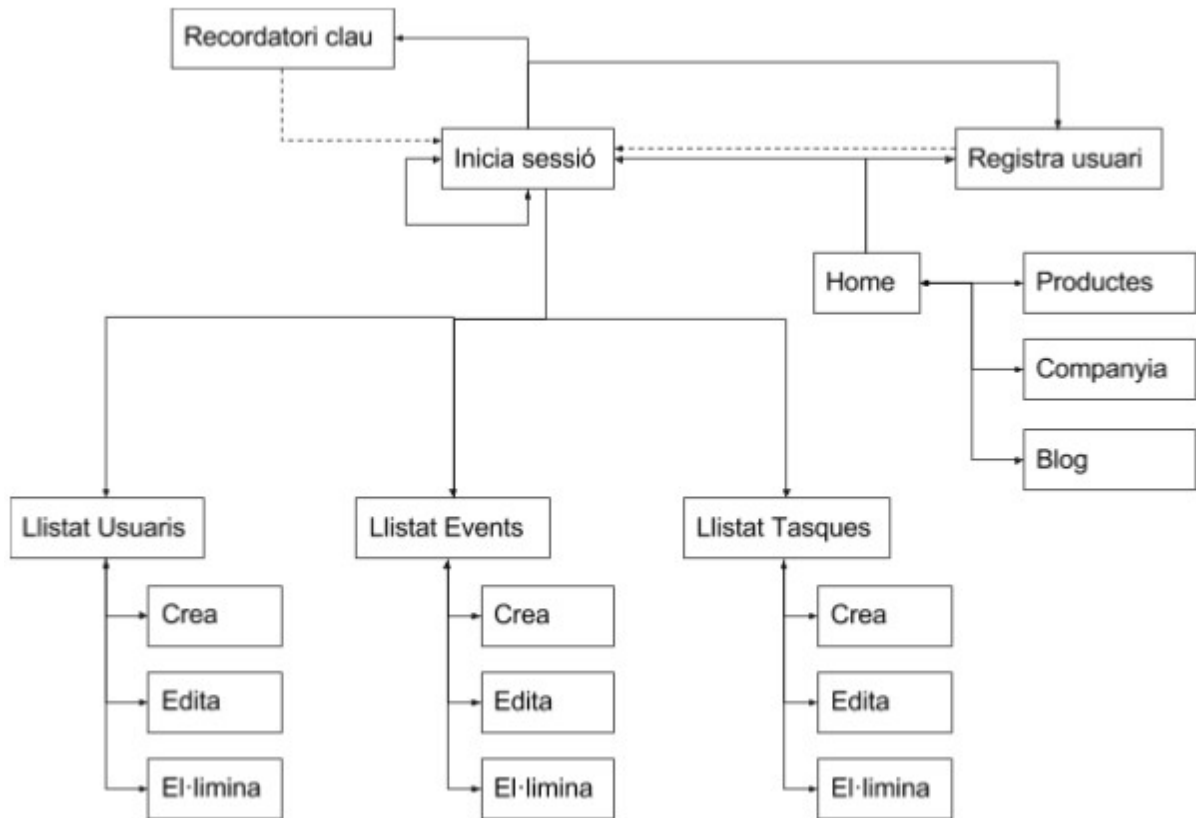 Recordatori clau
Inicia sessió
Registra usuari
Home
Productes
Companyia
Blog
Llistat Usuaris
Llistat Events
Llistat Tasques
Crea
Crea
Crea
Edita
Edita
Edita
El·limina
El·limina
El·limina